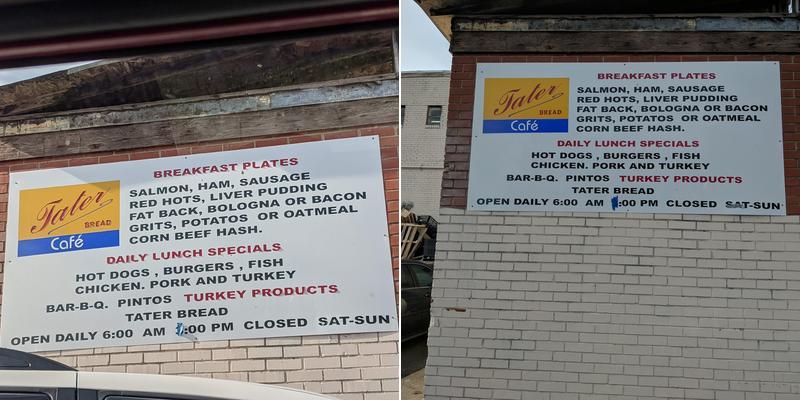 BREAKFAST PLATES
Tater
BREAD
Café
SALMON, HAM, SAUSAGE
RED HOTS, LIVER PUDDING
FAT BACK, BOLOGNA OR BACON
GRITS, POTATOS OR OATMEAL
CORN BEEF HASH.
DAILY LUNCH SPECIALS
HOT DOGS , BURGERS , FISH
CHICKEN. PORK AND TURKEY
BAR-B-Q. PINTOS TURKEY PRODUCTS
TATER BREAD
OPEN DAILY 6:00 AM :00 PM CLOSED SAT-SUN
BREAKFAST PLATES
Tater
BREAD
Café
SALMON, HAM, SAUSAGE
RED HOTS, LIVER PUDDING
FAT BACK, BOLOGNA OR BACON
GRITS, POTATOS OR OATMEAL
CORN BEEF HASH.
DAILY LUNCH SPECIALS
HOT DOGS , BURGERS , FISH
CHICKEN. PORK AND TURKEY
BAR-B-Q. PINTOS TURKEY PRODUCTS
TATER BREAD
OPEN DAILY 6:00 AM :00 PM CLOSED SAT-SUN